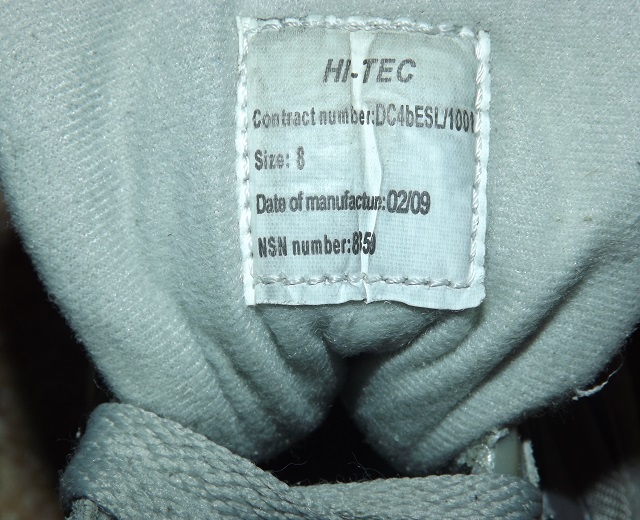 HI-TEC
Contract number:DC4bESL/1001
Size: 8
Date of manufactur:02/09
NSN number: